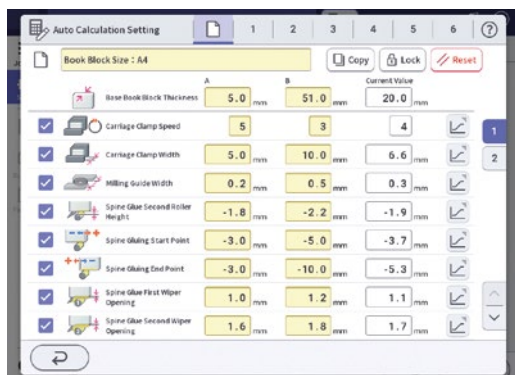 Auto Calculation Setting 1 2 3 4 5 6 ?
Book Block Size : A4 Copy Lock Reset
A B Current Value
Base Book Block Thickness 5.0 mm 51.0 mm 20.0 mm
Carriage Clamp Speed 5 3 4
1
Carriage Clamp Width 5.0 mm 10.0 mm 6.6 mm
2
Milling Guide Width 0.2 mm 0.5 mm 0.3 mm
Spine Glue Second Roller
Height -1.8 mm -2.2 mm -1.9 mm
Spine Gluing Start Point -3.0 mm -5.0 mm -3.7 mm
Spine Gluing End Point -3.0 mm -10.0 mm -5.3 mm
Spine Glue First Wiper
Opening 1.0 mm 1.2 mm 1.1 mm
Spine Glue Second Wiper
Opening 1.6 mm 1.8 mm 1.7 mm